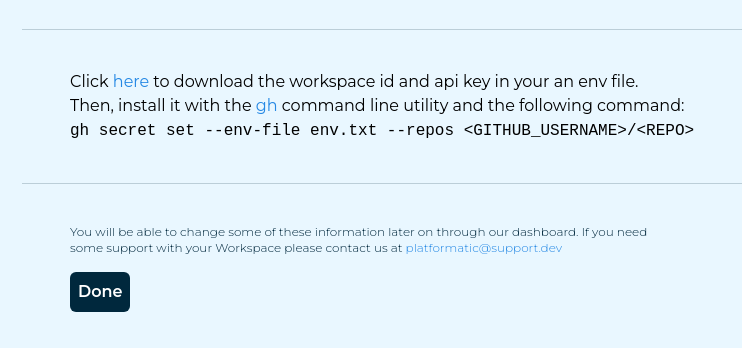 Click here to download the workspace id and api key in your an env file.
Then, install it with the gh command line utility and the following command:
gh secret set --env-file env.txt --repos <GITHUB_USERNAME>/<REPO>
You will be able to change some of these information later on through our dashboard. If you need
some support with your Workspace please contact us at platformatic@support.dev
Done